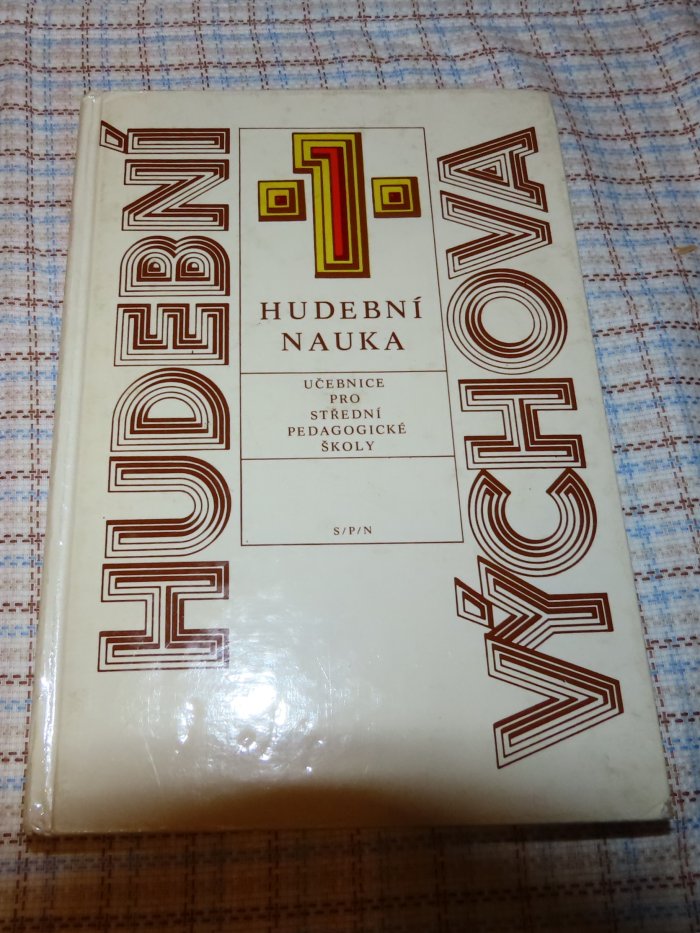 HUDEBNÍ
VÝCHOVA
·1·
HUDEBNÍ
NAUKA
UČEBNICE
PRO
STŘEDNÍ
PEDAGOGICKÉ
ŠKOLY
S/P/N